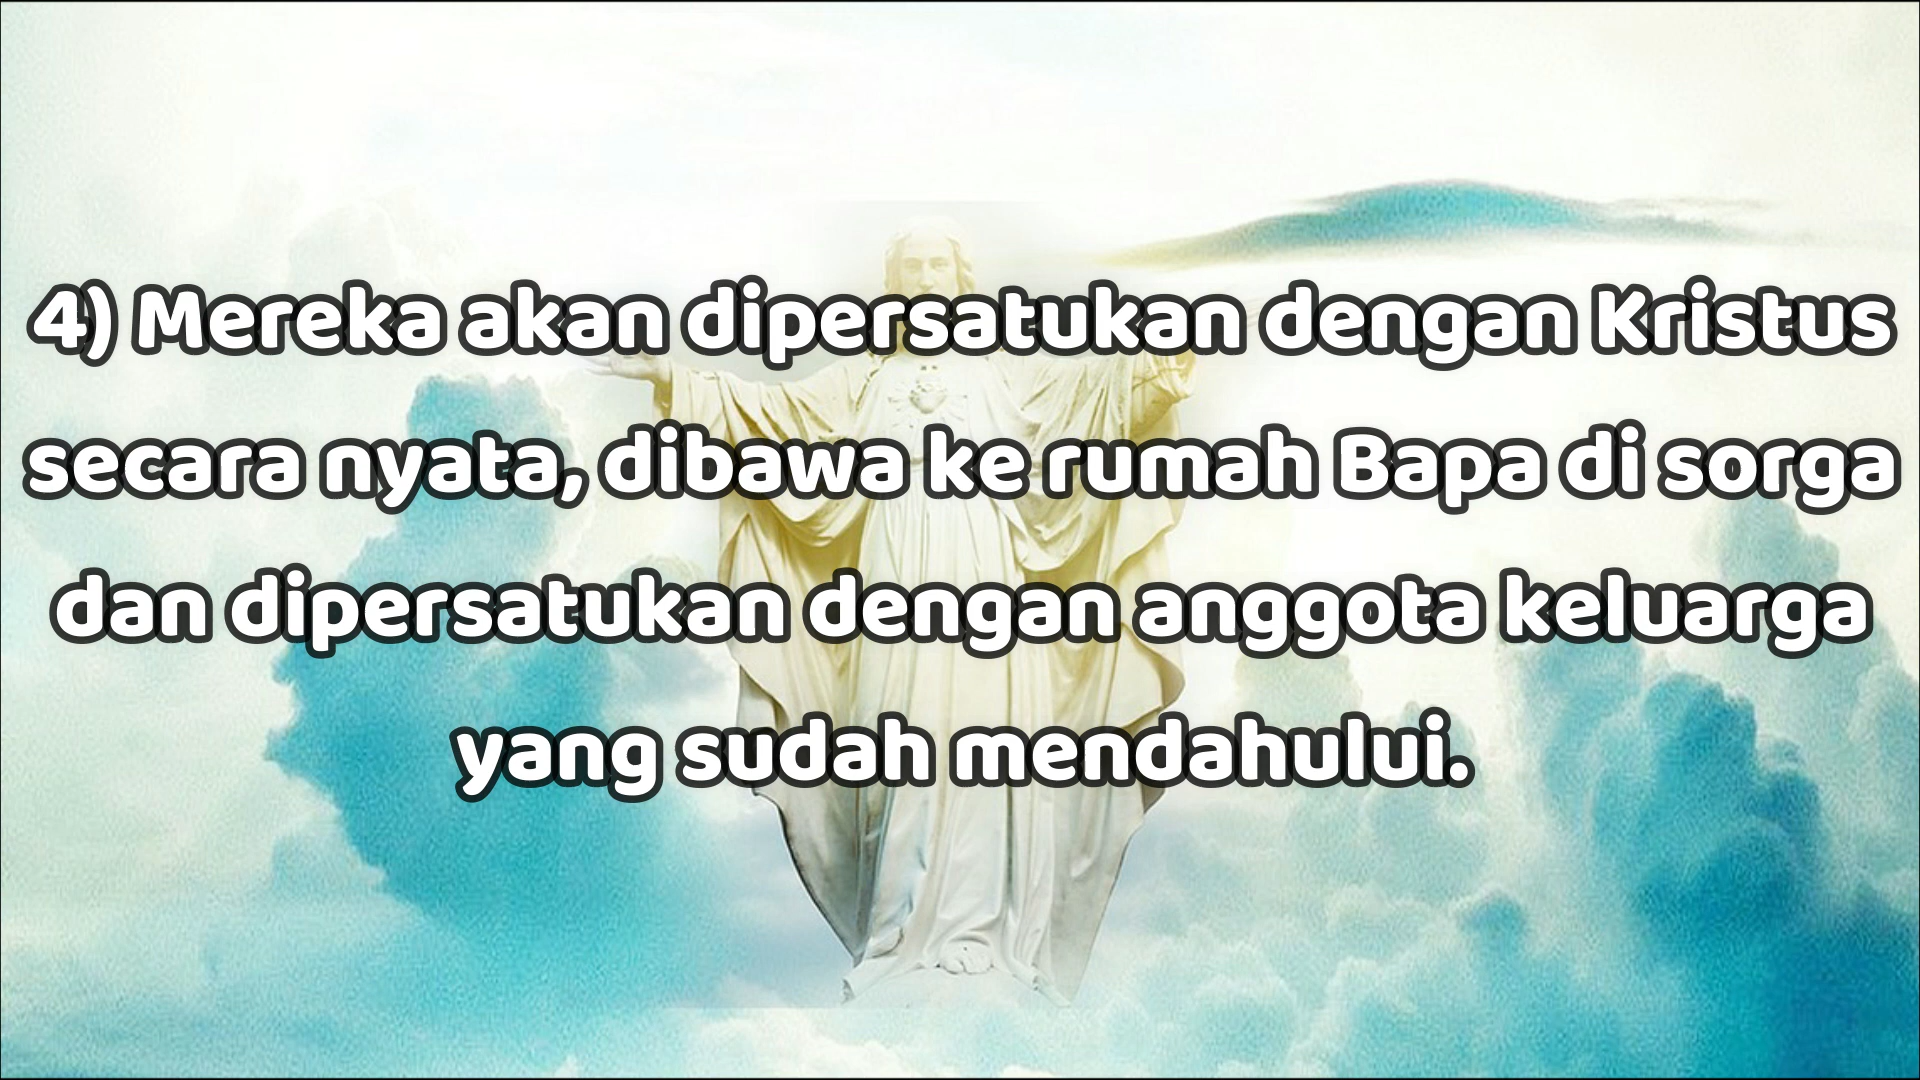 4) Mereka akan dipersatukan dengan Kristus
secara nyata, dibawa ke rumah Bapa di sorga
dan dipersatukan dengan anggota keluarga
yang sudah mendahului.